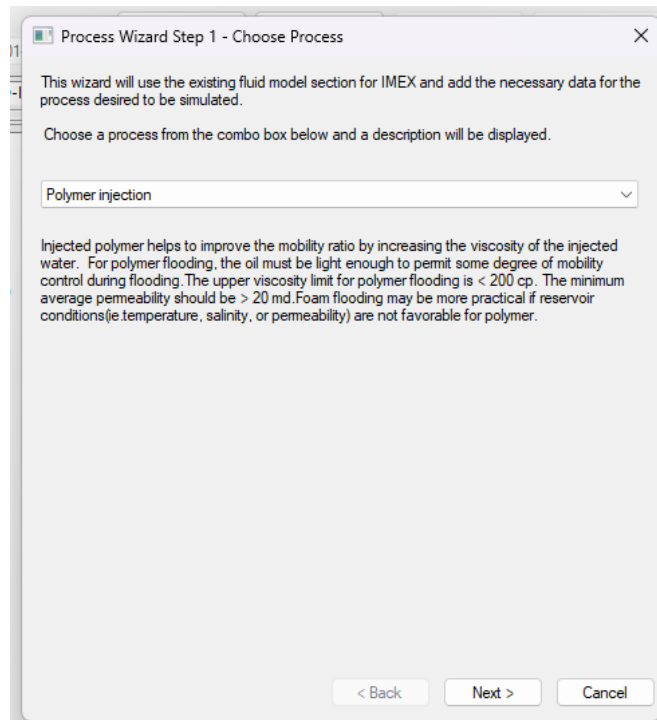 Process Wizard Step 1 - Choose Process
This wizard will use the existing fluid model section for IMEX and add the necessary data for the
process desired to be simulated.
Choose a process from the combo box below and a description will be displayed.
Polymer injection
Injected polymer helps to improve the mobility ratio by increasing the viscosity of the injected
water.  For polymer flooding, the oil must be light enough to permit some degree of mobility
control during flooding.The upper viscosity limit for polymer flooding is < 200 cp.  The minimum
average permeability should be > 20 md.Foam flooding may be more practical if reservoir
conditions(ie.temperature, salinity, or permeability) are not favorable for polymer.
< Back Next > Cancel